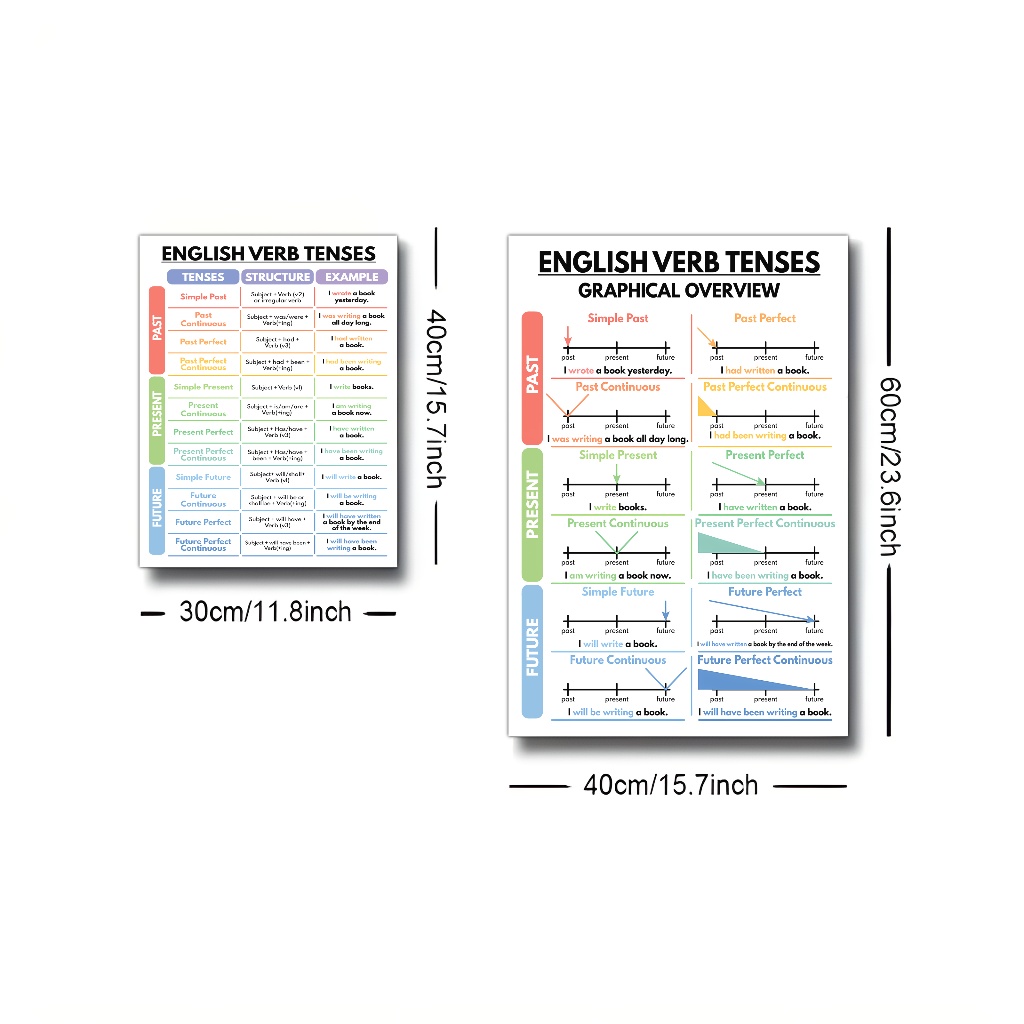 ENGLISH VERB TENSES
TENSES STRUCTURE EXAMPLE
PAST
Simple Past
Subject + Verb (v2)
or irregular verb
I wrote a book
yesterday.
Past
Continuous
Subject + was/were +
Verb(+ing)
I was writing a book
all day long.
Past Perfect
Subject + had +
Verb (v3)
I had written
a book.
Past Perfect
Continuous
Subject + had + been +
Verb(+ing)
I had been writing
a book.
PRESENT
Simple Present
Subject + Verb (v1)
I write books.
Present
Continuous
Subject + is/am/are +
Verb(+ing)
I am writing
a book now.
Present Perfect
Subject + Has/have +
Verb (v3)
I have written
a book.
Present Perfect
Continuous
Subject + Has/have +
been + Verb(+ing)
I have been writing
a book.
FUTURE
Simple Future
Subject+ will/shall+
Verb (v1)
I will write a book.
Future
Continuous
Subject + will be or
shall be + Verb(+ing)
I will be writing
a book.
Future Perfect
Subject + will have +
Verb (v3)
I will have written
a book by the end
of the week.
Future Perfect
Continuous
Subject + will have been +
Verb(+ing)
I will have been
writing a book.
40cm/15.7inch
30cm/11.8inch
ENGLISH VERB TENSES
GRAPHICAL OVERVIEW
PAST
Simple Past
past present future
I wrote a book yesterday.
Past Perfect
past present future
I had written a book.
Past Continuous
past present future
I was writing a book all day long.
Past Perfect Continuous
past present future
I had been writing a book.
PRESENT
Simple Present
past present future
I write books.
Present Perfect
past present future
I have written a book.
Present Continuous
past present future
I am writing a book now.
Present Perfect Continuous
past present future
I have been writing a book.
FUTURE
Simple Future
past present future
I will write a book.
Future Perfect
past present future
I will have written a book by the end of the week.
Future Continuous
past present future
I will be writing a book.
Future Perfect Continuous
past present future
I will have been writing a book.
60cm/23.6inch
40cm/15.7inch